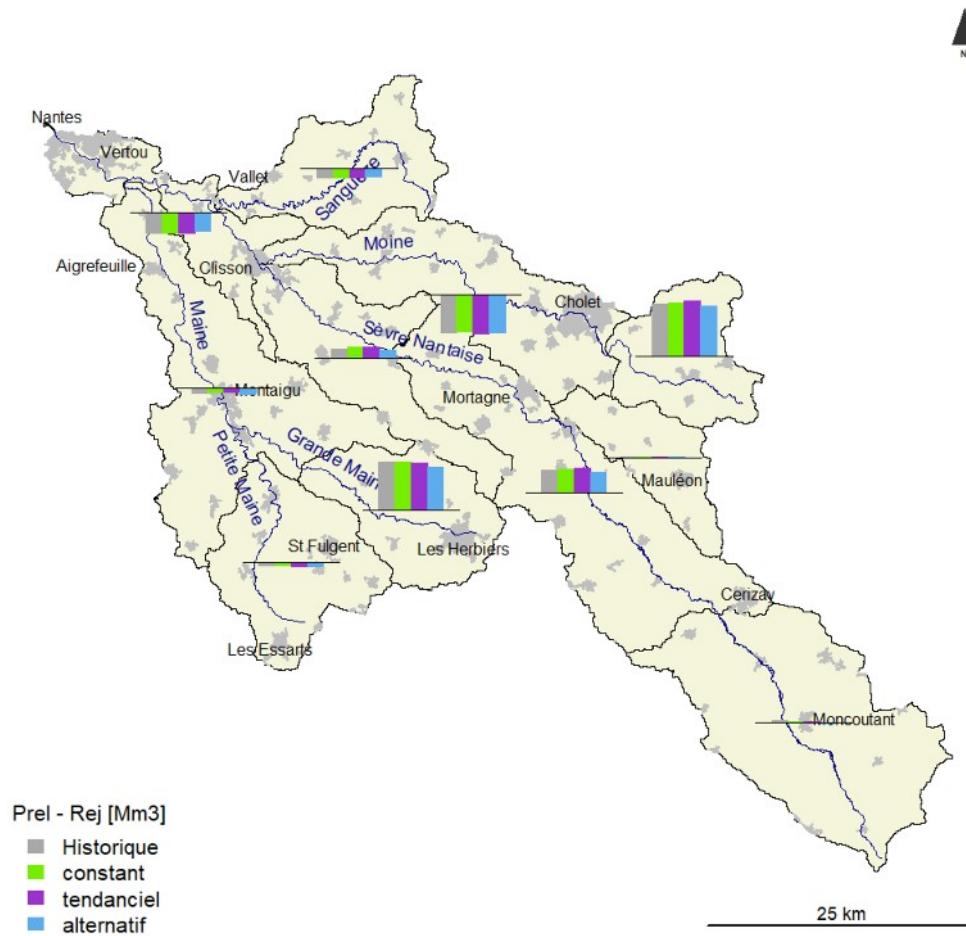 N
Nantes
Vertou
Vallet
Sanguèze
Aigrefeuille
Clisson
Moine
Cholet
Maine
Sèvre Nantaise
Montaigu
Mortagne
Petite Maine
Grande Main
Mauléon
St Fulgent
Les Herbiers
Cerizay
Les Essarts
Moncoutant
Prel - Rej [Mm3]
Historique
constant
tendanciel
alternatif
25 km